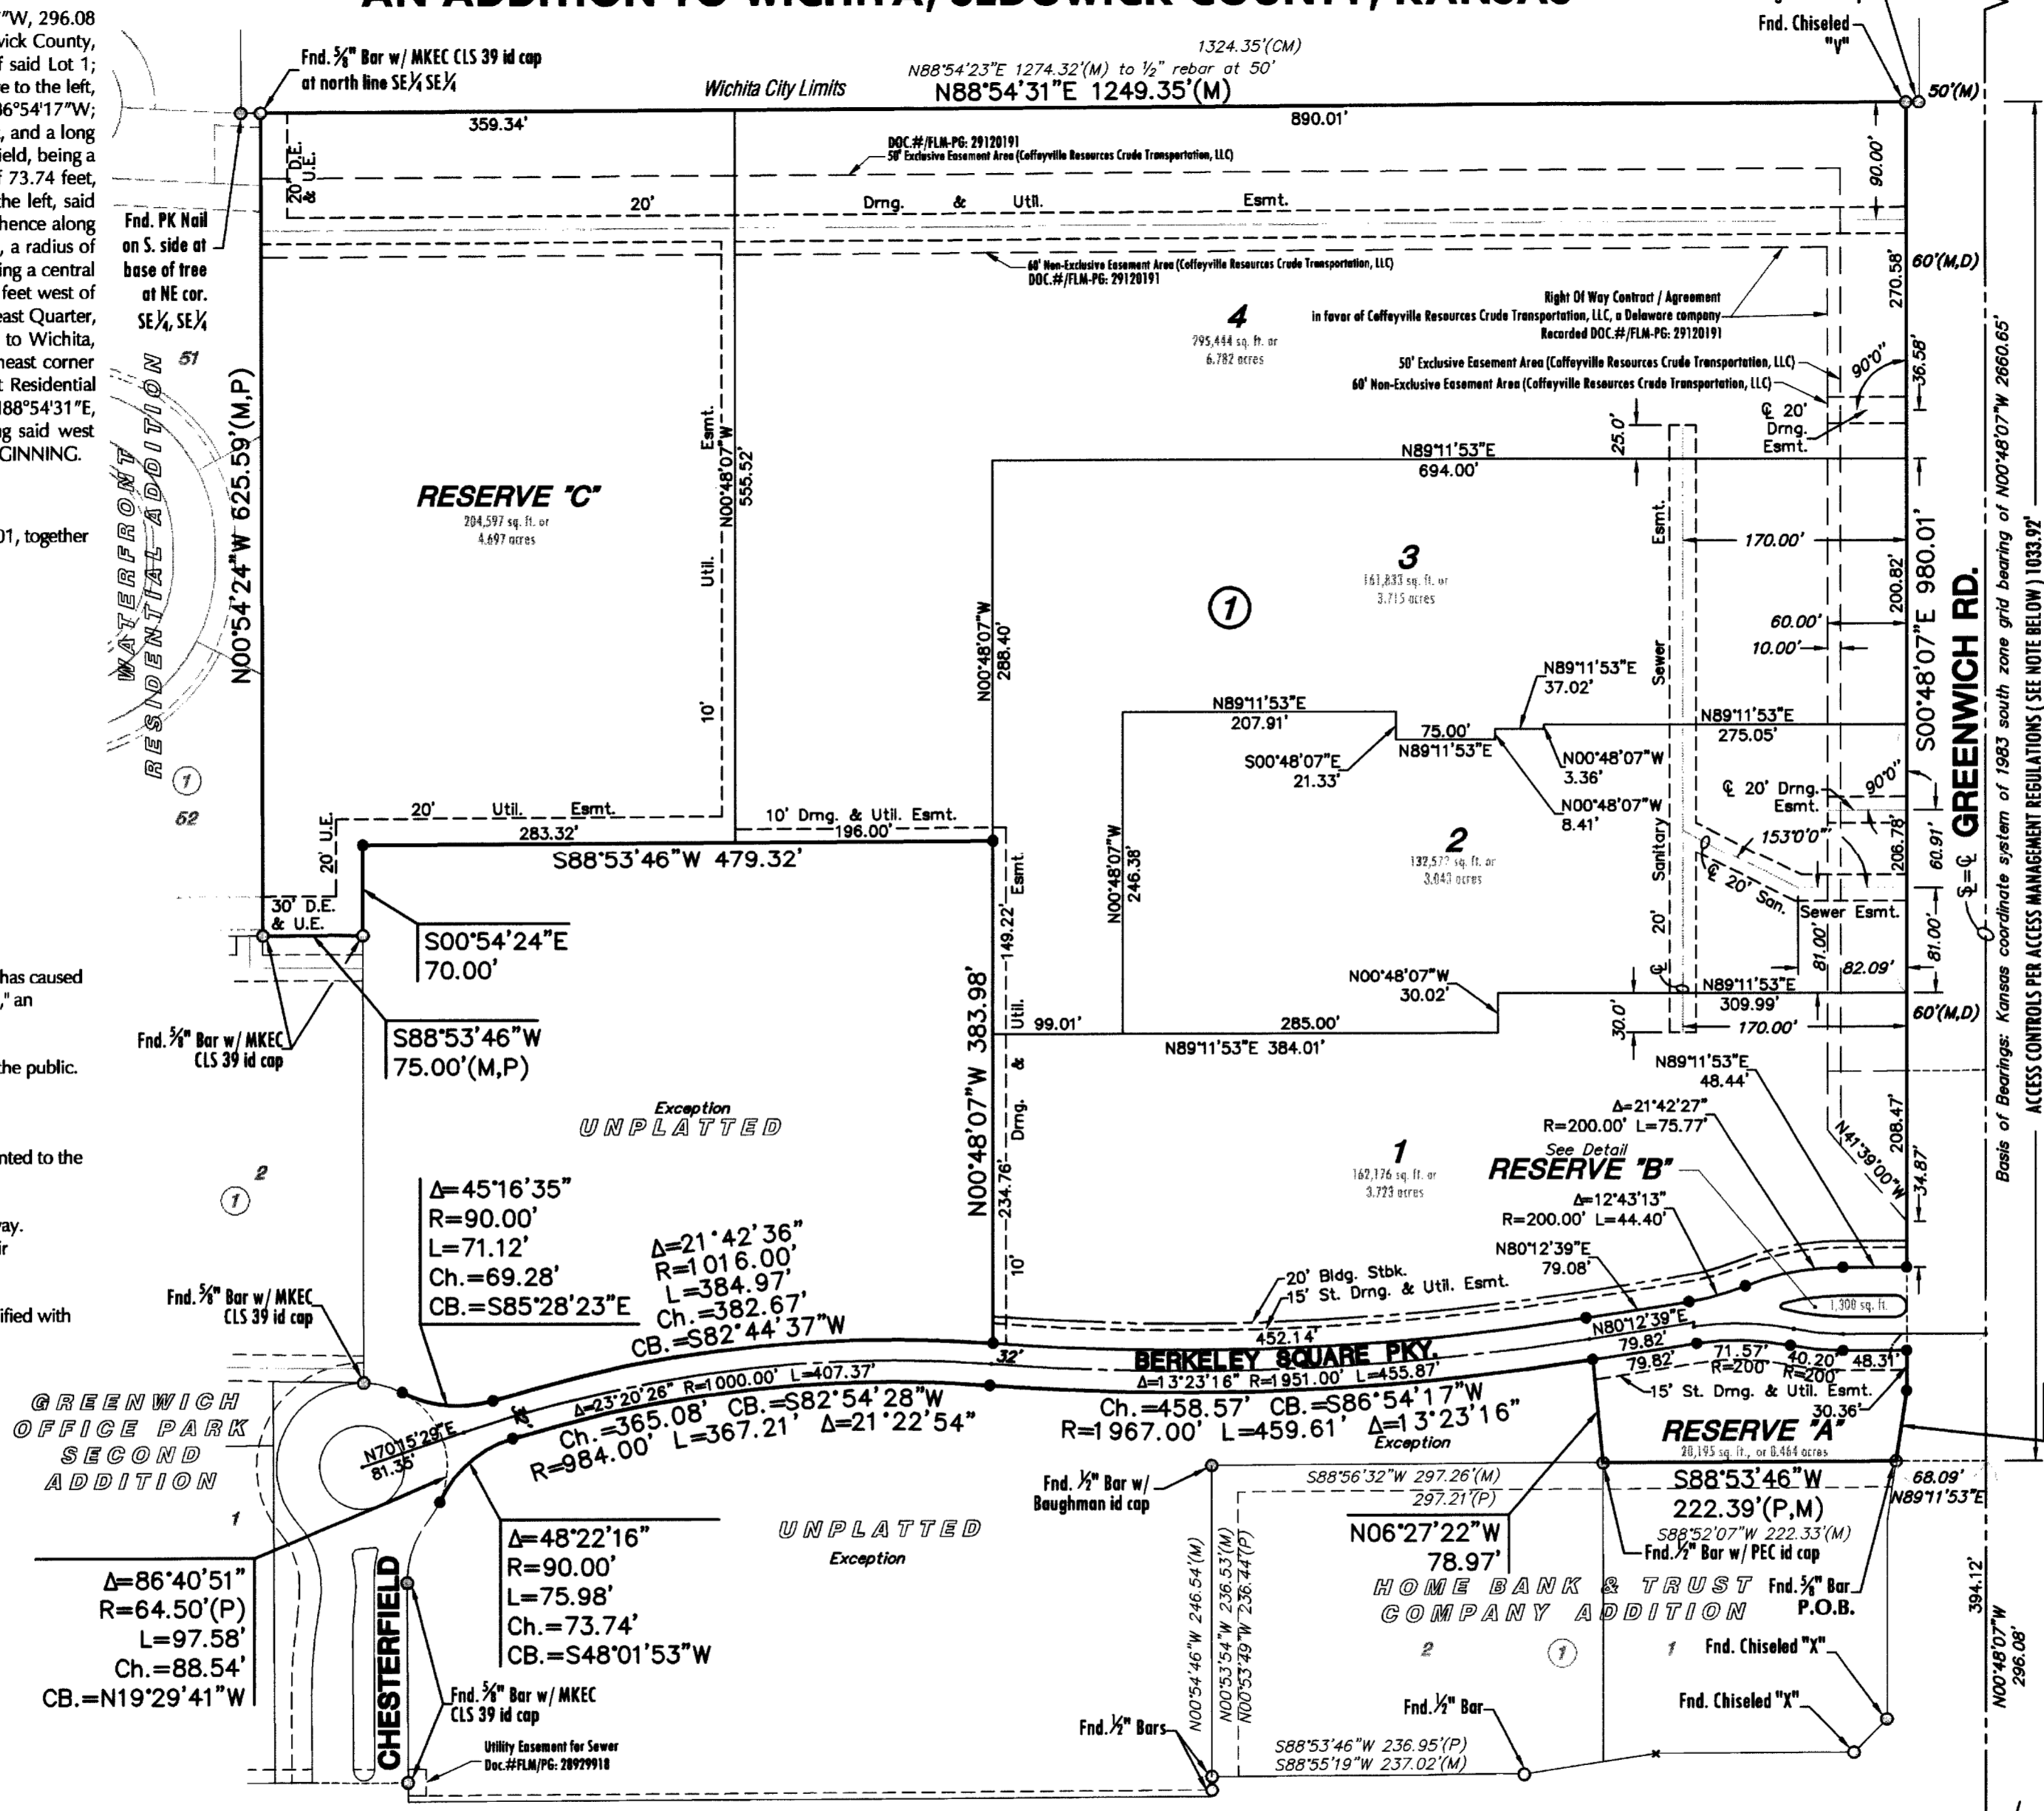 AN ADDITION TO WICHITA, SEDGWICK COUNTY, KANSAS
"W, 296.08
vick County,
f said Lot 1;
e to the left,
36°54'17"W;
, and a long
ield, being a
f 73.74 feet,
the left, said
hence along
, a radius of
ing a central
feet west of
east Quarter,
to Wichita,
heast corner
t Residential
188°54'31"E,
ng said west
GINNING.
01, together
has caused
," an
he public.
nted to the
ay.
ir
ified with
Fnd. ⅝" Bar w/ MKEC CLS 39 id cap
at north line SE¼ SE¼
Wichita City Limits
1324.35'(CM)
N88°54'23"E 1274.32'(M) to ½" rebar at 50'
N88°54'31"E 1249.35'(M)
Fnd. Chiseled
"V"
50'(M)
359.34'
890.01'
90.00'
DOC.#/FLM-PG: 29120191
50' Exclusive Easement Area (Coffeyville Resources Crude Transportation, LLC)
20' D.E.
& U.E.
20' Drng. & Util. Esmt.
Fnd. PK Nail
on S. side at
base of tree
at NE cor.
SE¼, SE¼
60' Non-Exclusive Easement Area (Coffeyville Resources Crude Transportation, LLC)
DOC.#/FLM-PG: 29120191
60'(M,D)
270.58'
Right Of Way Contract / Agreement
in favor of Coffeyville Resources Crude Transportation, LLC, a Delaware company
Recorded DOC.#/FLM-PG: 29120191
4
295,444 sq. ft. or
6.782 acres
50' Exclusive Easement Area (Coffeyville Resources Crude Transportation, LLC)
60' Non-Exclusive Easement Area (Coffeyville Resources Crude Transportation, LLC)
90°0"
36.58'
℄ 20'
Drng.
Esmt.
25.0'
51
WATERFRONT
RESIDENTIAL ADDITION
1
52
N00°54'24"W 625.59'(M,P)
RESERVE "C"
204,597 sq. ft. or
4.697 acres
10' Util. Esmt.
N00°48'07"W
555.52'
N89°11'53"E
694.00'
N00°48'07"W
288.40'
3
161,833 sq. ft. or
3.715 acres
1
20' Sanitary Sewer Esmt.
170.00'
200.82'
60.00'
10.00'
S00°48'07"E 980.01'
GREENWICH RD.
Basis of Bearings: Kansas coordinate system of 1983 south zone grid bearing of N00°48'07"W 2660.65'
ACCESS CONTROLS PER ACCESS MANAGEMENT REGULATIONS ( SEE NOTE BELOW ) 1033.92'
N89°11'53"E
37.02'
N89°11'53"E
207.91'
75.00'
N89°11'53"E
N89°11'53"E
275.05'
S00°48'07"E
21.33'
N00°48'07"W
3.36'
N00°48'07"W
8.41'
℄ 20' Drng.
Esmt.
90°0"
206.78'
60.91'
153°0'0"
20' U.E.
20' Util. Esmt.
283.32'
10' Drng. & Util. Esmt.
196.00'
S88°53'46"W 479.32'
N00°48'07"W
246.38'
2
3.043 acres
℄ 20' San.
Sewer Esmt.
81.00'
81.00'
82.09'
30' D.E.
& U.E.
S00°54'24"E
70.00'
149.22'
N00°48'07"W 383.98'
10' Drng. & Util. Esmt.
234.76'
N00°48'07"W
30.02'
℄
N89°11'53"E
309.99'
60'(M,D)
Fnd. ⅝" Bar w/ MKEC
CLS 39 id cap
S88°53'46"W
75.00'(M,P)
99.01'
285.00'
N89°11'53"E 384.01'
30.0'
170.00'
N89°11'53"E
48.44'
Exception
UNPLATTED
Δ=21°42'27"
R=200.00' L=75.77'
See Detail
RESERVE "B"
1
162,176 sq. ft. or
3.723 acres
208.47'
N41°39'00"W
34.87'
2
1
Δ=45°16'35"
R=90.00'
L=71.12'
Ch.=69.28'
CB.=S85°28'23"E
Δ=21°42'36"
R=1016.00'
L=384.97'
Ch.=382.67'
CB.=S82°44'37"W
Δ=12°43'13"
R=200.00' L=44.40'
N80°12'39"E
79.08'
1,300 sq. ft.
Fnd. ⅝" Bar w/ MKEC
CLS 39 id cap
20' Bldg. Stbk.
15' St. Drng. & Util. Esmt.
452.14'
32'
BERKELEY SQUARE PKY.
N80°12'39"E
79.82'
79.82'
71.57'
R=200'
40.20'
R=200'
48.31'
Δ=13°23'16" R=1951.00' L=455.87'
Ch.=458.57' CB.=S86°54'17"W
R=1967.00' L=459.61' Δ=13°23'16"
Exception
15' St. Drng. & Util. Esmt.
30.36'
GREENWICH
OFFICE PARK
SECOND
ADDITION
1
N70°15'29"E
81.35'
Δ=23°20'26" R=1000.00' L=407.37'
Ch.=365.08' CB.=S82°54'28"W
R=984.00' L=367.21' Δ=21°22'54"
RESERVE "A"
20,195 sq. ft., or 0.464 acres
Fnd. ½" Bar w/
Baughman id cap
S88°56'32"W 297.26'(M)
297.21'(P)
S88°53'46"W
222.39'(P,M)
S88°52'07"W 222.33'(M)
68.09'
N89°11'53"E
UNPLATTED
Exception
N06°27'22"W
78.97'
Fnd. ½" Bar w/ PEC id cap
Fnd. ⅝" Bar
P.O.B.
HOME BANK & TRUST
COMPANY ADDITION
Δ=86°40'51"
R=64.50'(P)
L=97.58'
Ch.=88.54'
CB.=N19°29'41"W
Δ=48°22'16"
R=90.00'
L=75.98'
Ch.=73.74'
CB.=S48°01'53"W
CHESTERFIELD
N00°54'46"W 246.54'(M)
N00°53'54"W 236.53'(M)
N00°53'49"W 236.44'(P)
2
1
1
Fnd. Chiseled "X"
Fnd. Chiseled "X"
394.12'
N00°48'07"W
296.08'
Fnd. ⅝" Bar w/ MKEC
CLS 39 id cap
Utility Easement for Sewer
Doc.#FLM/PG: 28929918
Fnd. ½" Bars
Fnd. ½" Bar
S88°53'46"W 236.95'(P)
S88°55'19"W 237.02'(M)